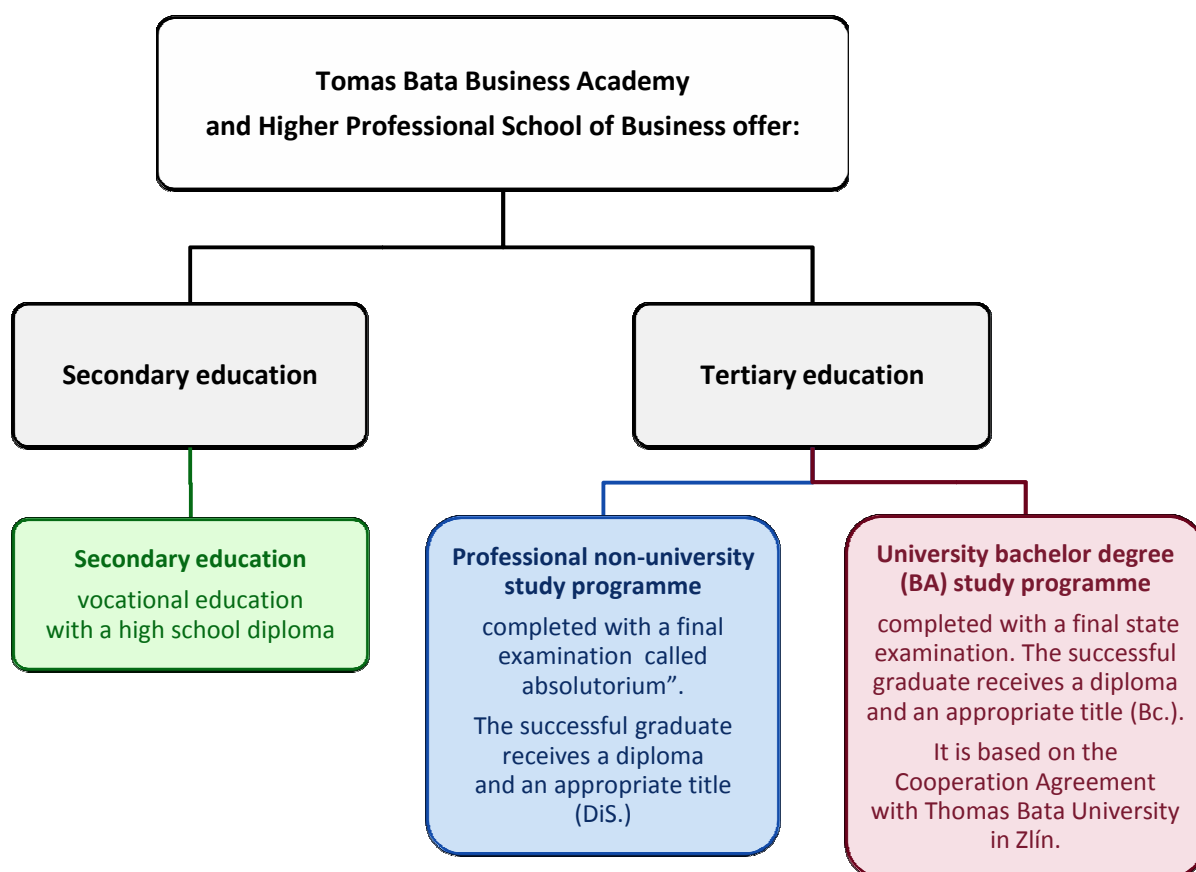 Tomas Bata Business Academy
and Higher Professional School of Business offer:
Secondary education
Tertiary education
Secondary education
vocational education
with a high school diploma
Professional non-university
study programme
completed with a final
examination called
absolutorium”.
The successful graduate
receives a diploma
and an appropriate title
(DiS.)
University bachelor degree
(BA) study programme
completed with a final state
examination. The successful
graduate receives a diploma
and an appropriate title (Bc.).
It is based on the
Cooperation Agreement
with Thomas Bata University
in Zlín.